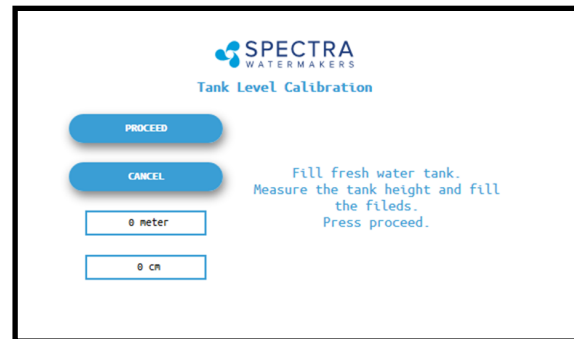 SPECTRA
WATERMAKERS
Tank Level Calibration
PROCEED
CANCEL
0 meter
0 cm
Fill fresh water tank.
Measure the tank height and fill
the fileds.
Press proceed.